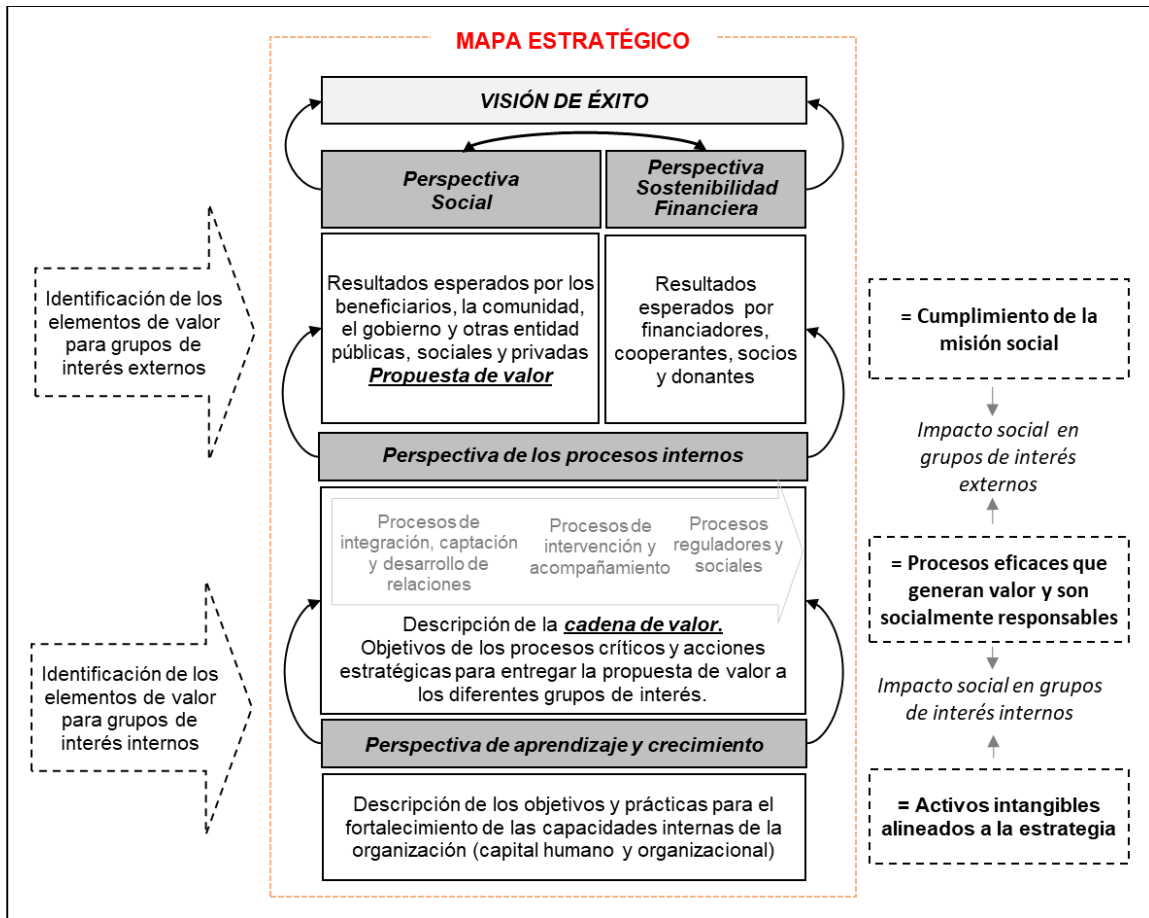 MAPA ESTRATÉGICO
VISIÓN DE ÉXITO
Perspectiva
Social
Perspectiva
Sostenibilidad
Financiera
Identificación de los
elementos de valor
para grupos de
interés externos
Resultados esperados por los
beneficiarios, la comunidad,
el gobierno y otras entidad
públicas, sociales y privadas
Propuesta de valor
Resultados
esperados por
financiadores,
cooperantes, socios
y donantes
= Cumplimiento de la
misión social
Impacto social en
grupos de interés
externos
Perspectiva de los procesos internos
Procesos de
integración, captación
y desarrollo de
relaciones
Procesos de
intervención y
acompañamiento
Procesos
reguladores y
sociales
= Procesos eficaces que
generan valor y son
socialmente responsables
Descripción de la cadena de valor.
Objetivos de los procesos críticos y acciones
estratégicas para entregar la propuesta de valor a
los diferentes grupos de interés.
Identificación de los
elementos de valor
para grupos de
interés internos
Impacto social en grupos
de interés internos
Perspectiva de aprendizaje y crecimiento
Descripción de los objetivos y prácticas para el
fortalecimiento de las capacidades internas de la
organización (capital humano y organizacional)
= Activos intangibles
alineados a la estrategia